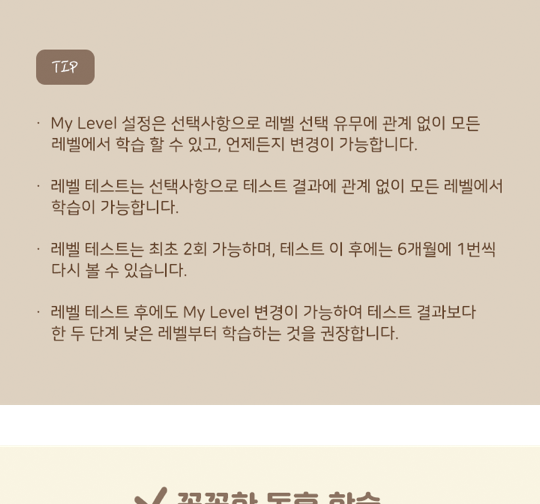 TIP
· My Level 설정은 선택사항으로 레벨 선택 유무에 관계 없이 모든
레벨에서 학습 할 수 있고, 언제든지 변경이 가능합니다.
· 레벨 테스트는 선택사항으로 테스트 결과에 관계 없이 모든 레벨에서
학습이 가능합니다.
· 레벨 테스트는 최초 2회 가능하며, 테스트 이 후에는 6개월에 1번씩
다시 볼 수 있습니다.
· 레벨 테스트 후에도 My Level 변경이 가능하여 테스트 결과보다
한 두 단계 낮은 레벨부터 학습하는 것을 권장합니다.